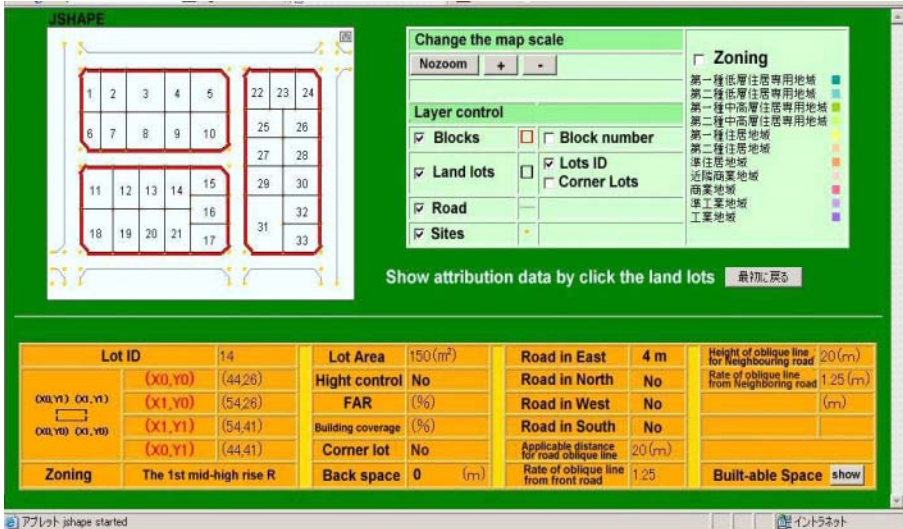 JSHAPE
1 2 3 4 5
6 7 8 9 10
11 12 13 14 15
16
18 19 20 21 17
22 23 24
25 26
27 28
29 30
31 32
33
Change the map scale
Nozoom + -
Layer control
Blocks Block number
Land lots Lots ID
Corner Lots
Road
Sites
Zoning
第一種低層住居専用地域
第二種低層住居専用地域
第一種中高層住居専用地域
第二種中高層住居専用地域
第一種住居地域
第二種住居地域
準住居地域
近隣商業地域
商業地域
準工業地域
工業地域
Show attribution data by click the land lots 最初に戻る
Lot ID 14
(X0,Y1) (X1,Y1)
(X0,Y0) (X1,Y0)
(X0,Y0) (44,26)
(X1,Y0) (54,26)
(X1,Y1) (54,41)
(X0,Y1) (44,41)
Zoning The 1st mid-high rise R
Lot Area 150(㎡)
Hight control No
FAR (%)
Building coverage (%)
Corner lot No
Back space 0 (m)
Road in East 4 m
Road in North No
Road in West No
Road in South No
Applicable distance for road oblique line 20(m)
Rate of oblique line from front road 1.25
Height of oblique line for Neighbouring road 20(m)
Rate of oblique line from Neighboring road 1.25(m)
(m)
Built-able Space show
アプレット jshape started
イントラネット